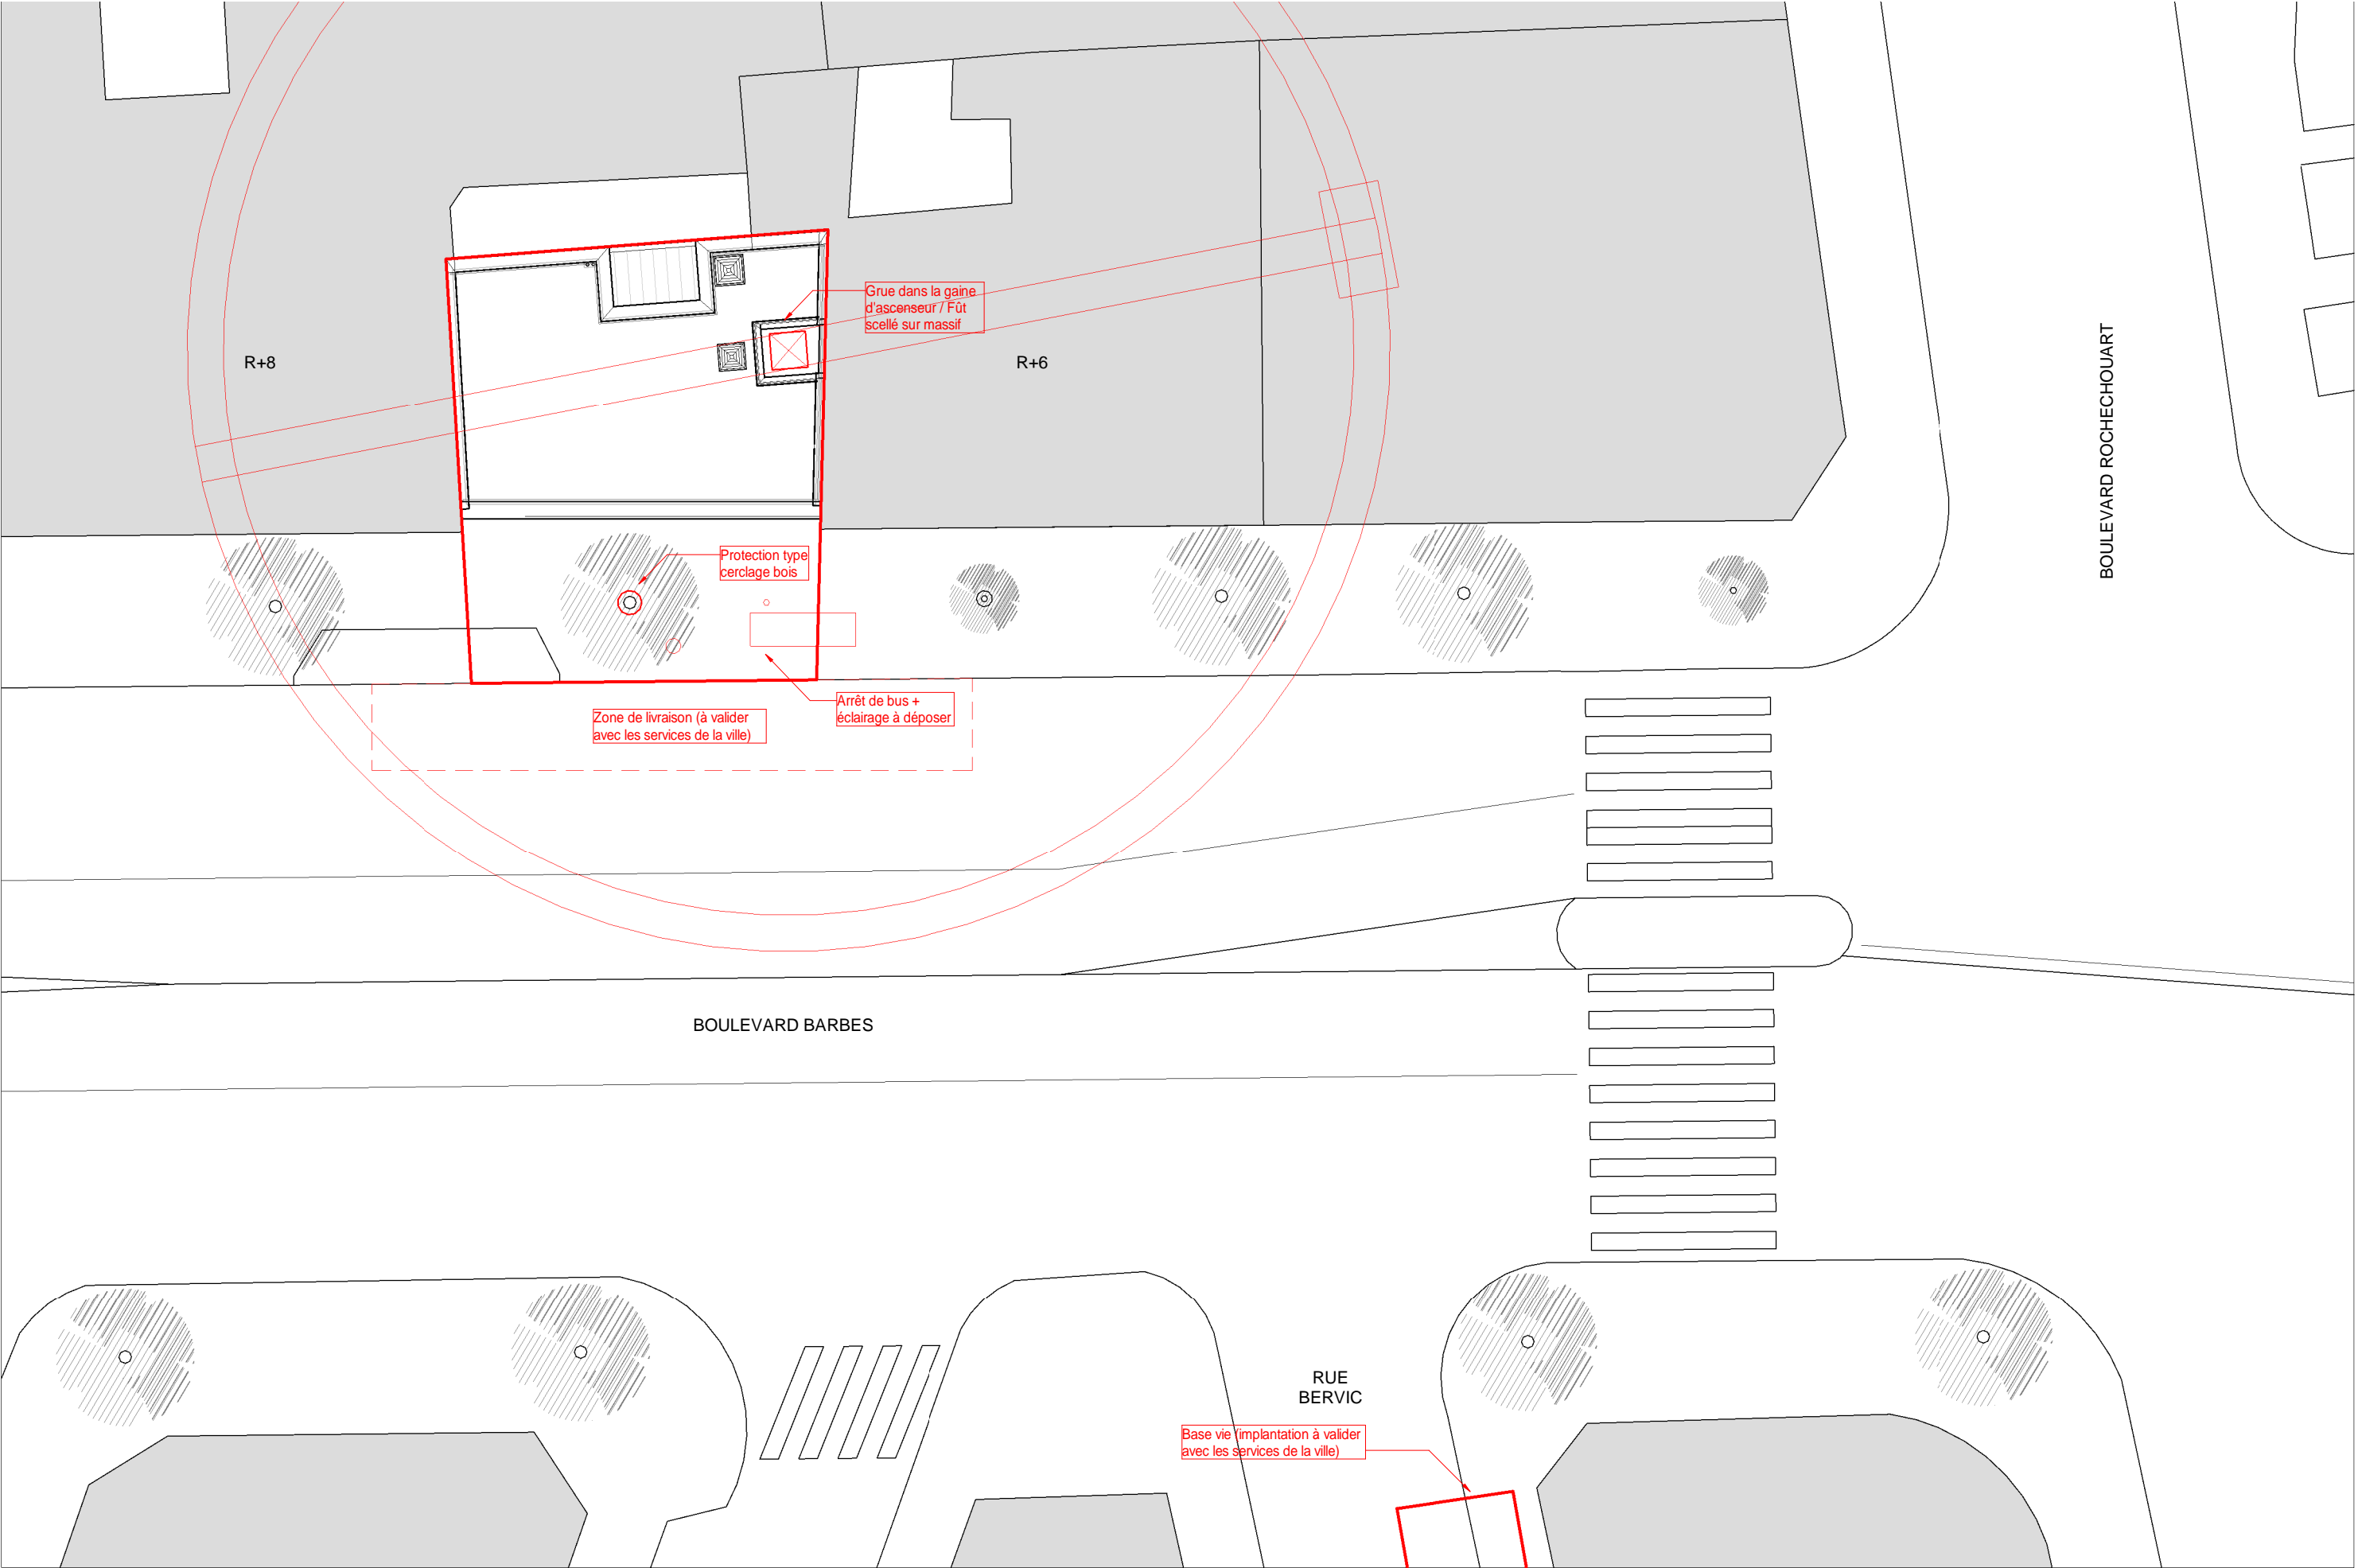 Grue dans la gaine
d'ascenseur / Fût
scellé sur massif
R+8
R+6
BOULEVARD ROCHECHOUART
Protection type
cerclage bois
Arrêt de bus +
éclairage à déposer
Zone de livraison (à valider
avec les services de la ville)
BOULEVARD BARBES
RUE
BERVIC
Base vie (implantation à valider
avec les services de la ville)